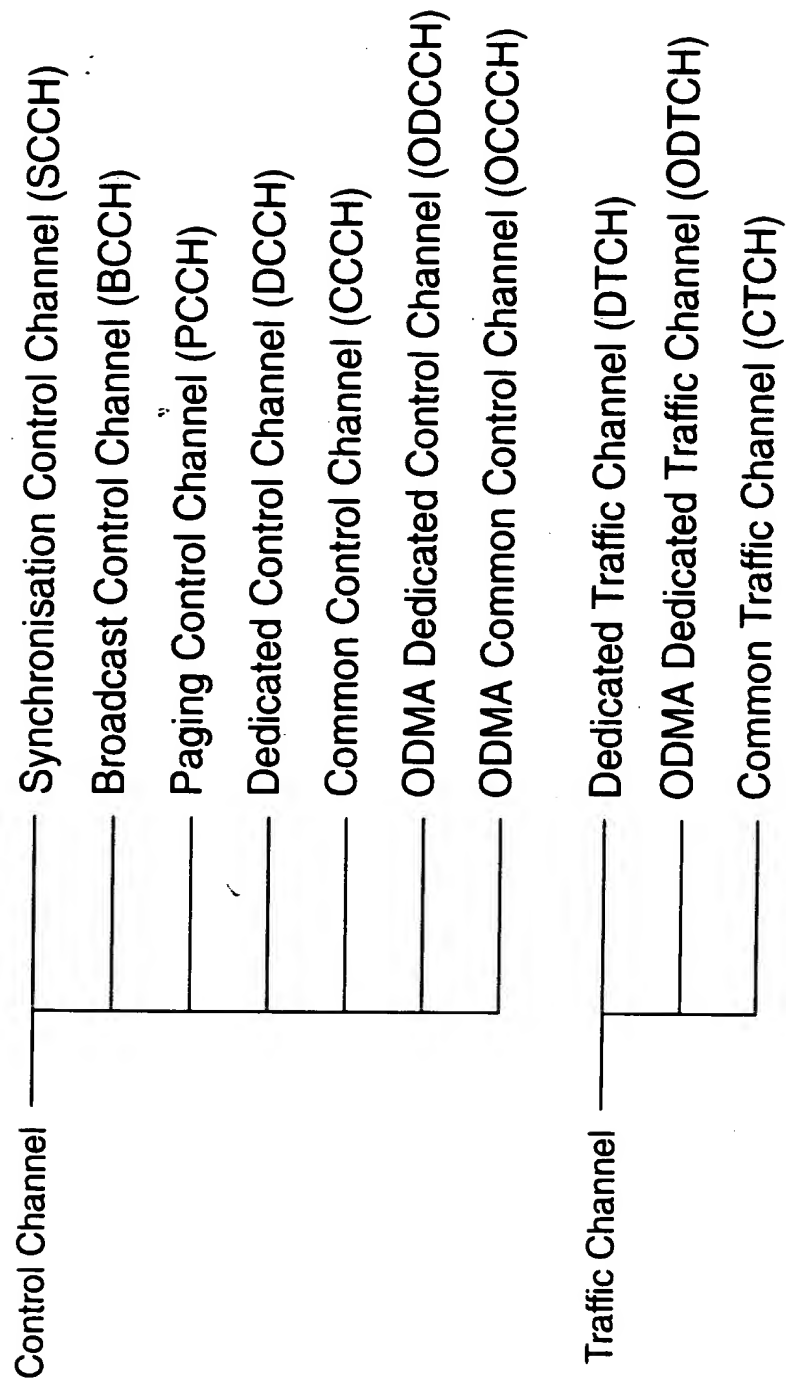 Control Channel
Synchronisation Control Channel (SCCH)
Broadcast Control Channel (BCCH)
Paging Control Channel (PCCH)
Dedicated Control Channel (DCCH)
Common Control Channel (CCCH)
ODMA Dedicated Control Channel (ODCCH)
ODMA Common Control Channel (OCCCH)
Traffic Channel
Dedicated Traffic Channel (DTCH)
ODMA Dedicated Traffic Channel (ODTCH)
Common Traffic Channel (CTCH)